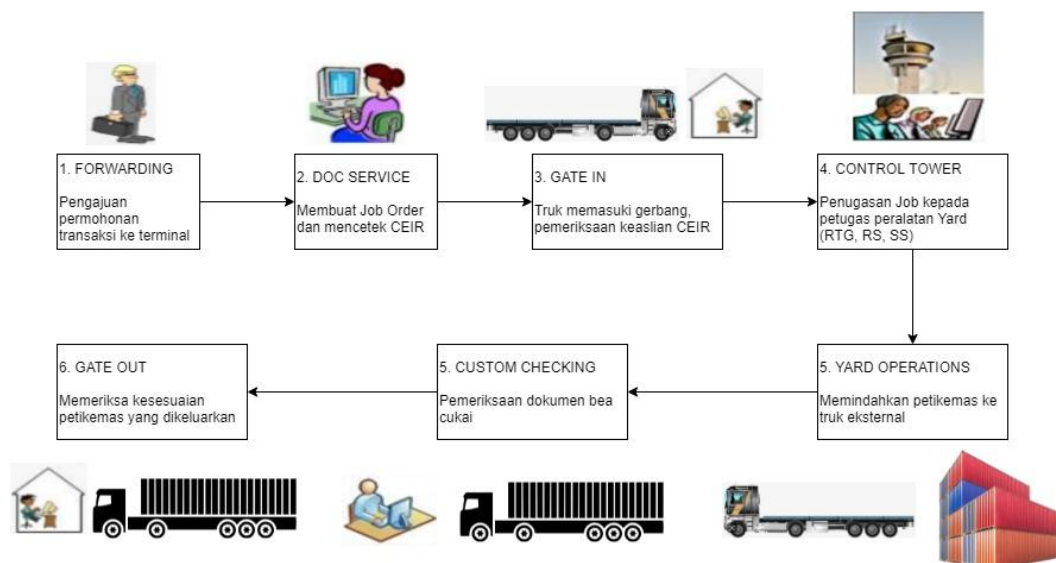 1. FORWARDING
Pengajuan
permohonan
transaksi ke terminal
2. DOC SERVICE
Membuat Job Order
dan mencetek CEIR
3. GATE IN
Truk memasuki gerbang,
pemeriksaan keaslian CEIR
4. CONTROL TOWER
Penugasan Job kepada
petugas peralatan Yard
(RTG, RS, SS)
6. GATE OUT
Memeriksa kesesuaian
petikemas yang dikeluarkan
5. CUSTOM CHECKING
Pemeriksaan dokumen bea
cukai
5. YARD OPERATIONS
Memindahkan petikemas ke
truk eksternal